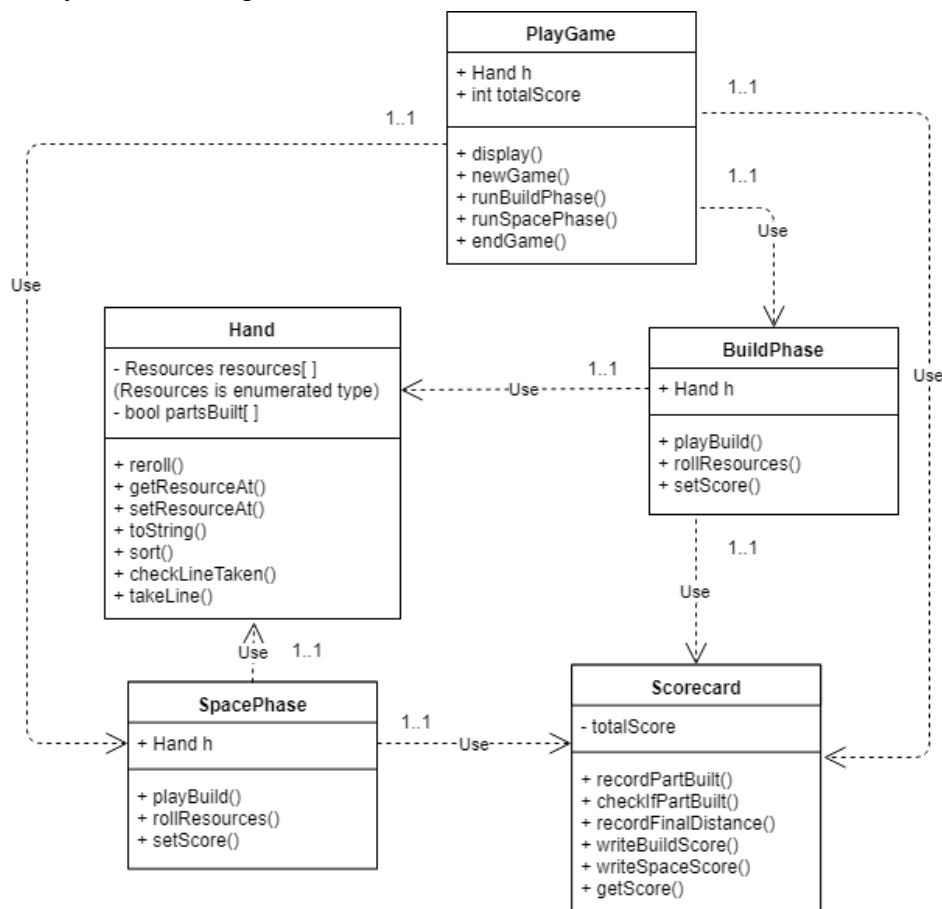 PlayGame
+ Hand h
+ int totalScore
+ display()
+ newGame()
+ runBuildPhase()
+ runSpacePhase()
+ endGame()
1..1
1..1
1..1
Use
Use
Use
Hand
- Resources resources[ ]
(Resources is enumerated type)
- bool partsBuilt[ ]
+ reroll()
+ getResourceAt()
+ setResourceAt()
+ toString()
+ sort()
+ checkLineTaken()
+ takeLine()
1..1
Use
BuildPhase
+ Hand h
+ playBuild()
+ rollResources()
+ setScore()
1..1
Use
Use
1..1
SpacePhase
+ Hand h
+ playBuild()
+ rollResources()
+ setScore()
1..1
Use
Scorecard
- totalScore
+ recordPartBuilt()
+ checkIfPartBuilt()
+ recordFinalDistance()
+ writeBuildScore()
+ writeSpaceScore()
+ getScore()